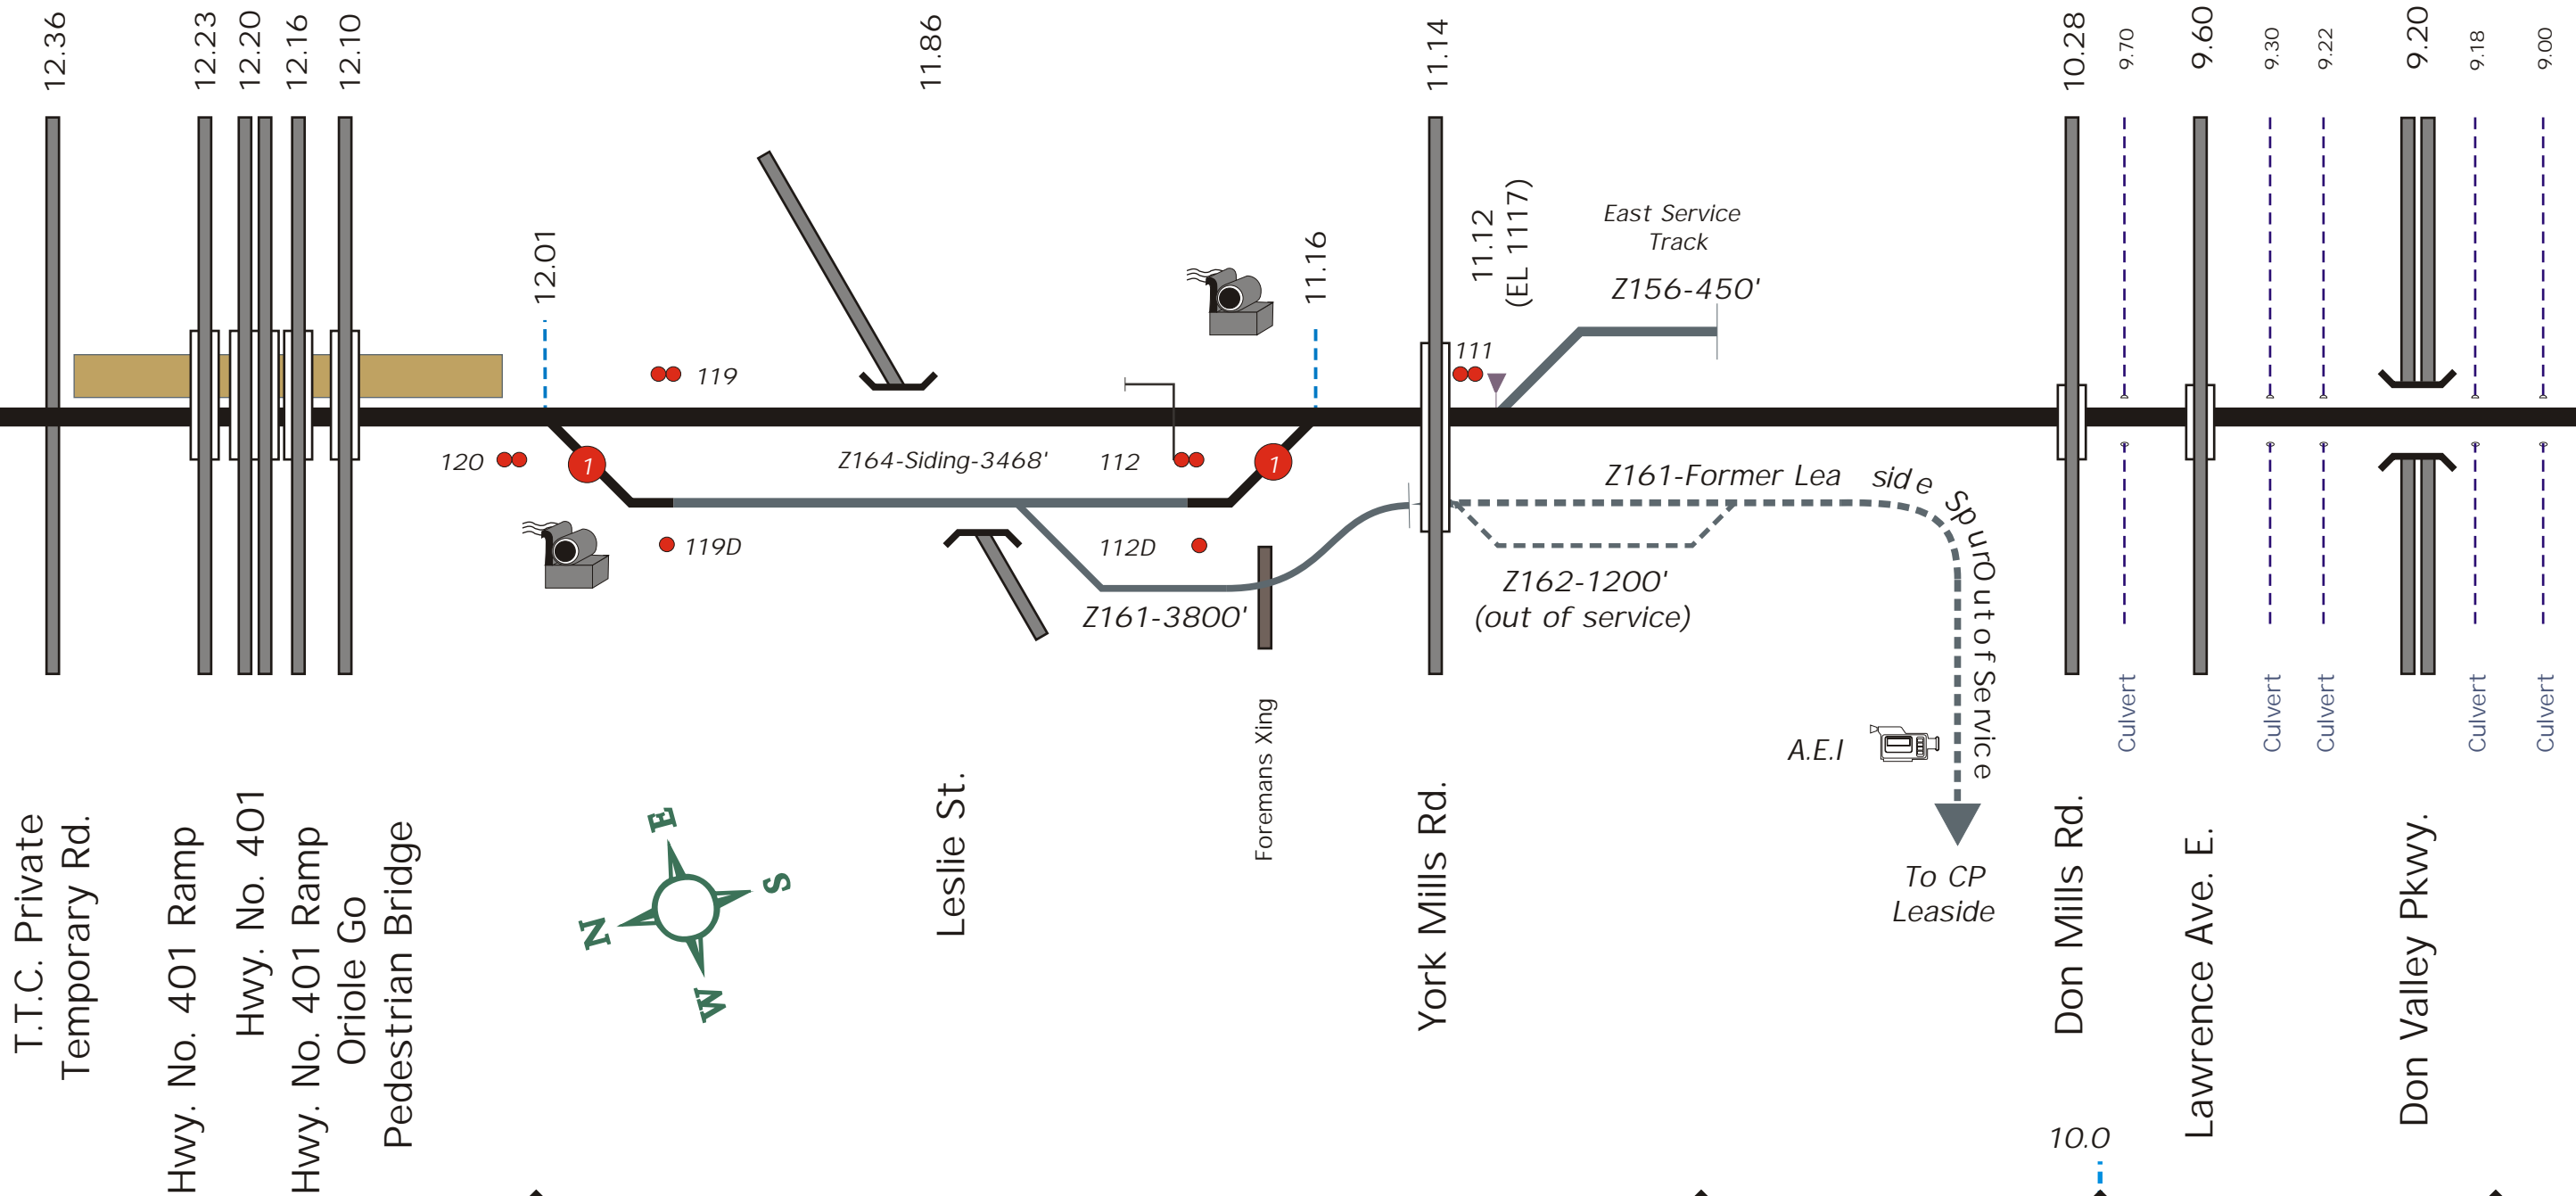 12.36
12.23
12.20
12.16
12.10
11.86
11.14
10.28
9.70
9.60
9.30
9.22
9.20
9.18
9.00
12.01
11.16
11.12
(EL 1117)
East Service
Track
Z156-450'
119
111
120
1
Z164-Siding-3468'
112
1
Z161-Former Lea side Spur Out of Service
119D
112D
Z161-3800'
Z162-1200'
(out of service)
A.E.I
To CP
Leaside
Culvert
Culvert
Culvert
Culvert
Culvert
T.T.C. Private
Temporary Rd.
Hwy. No. 401 Ramp
Hwy. No. 401
Hwy. No. 401 Ramp
Oriole Go
Pedestrian Bridge
N
E
S
W
Leslie St.
Foremans Xing
York Mills Rd.
Don Mills Rd.
Lawrence Ave. E.
Don Valley Pkwy.
10.0